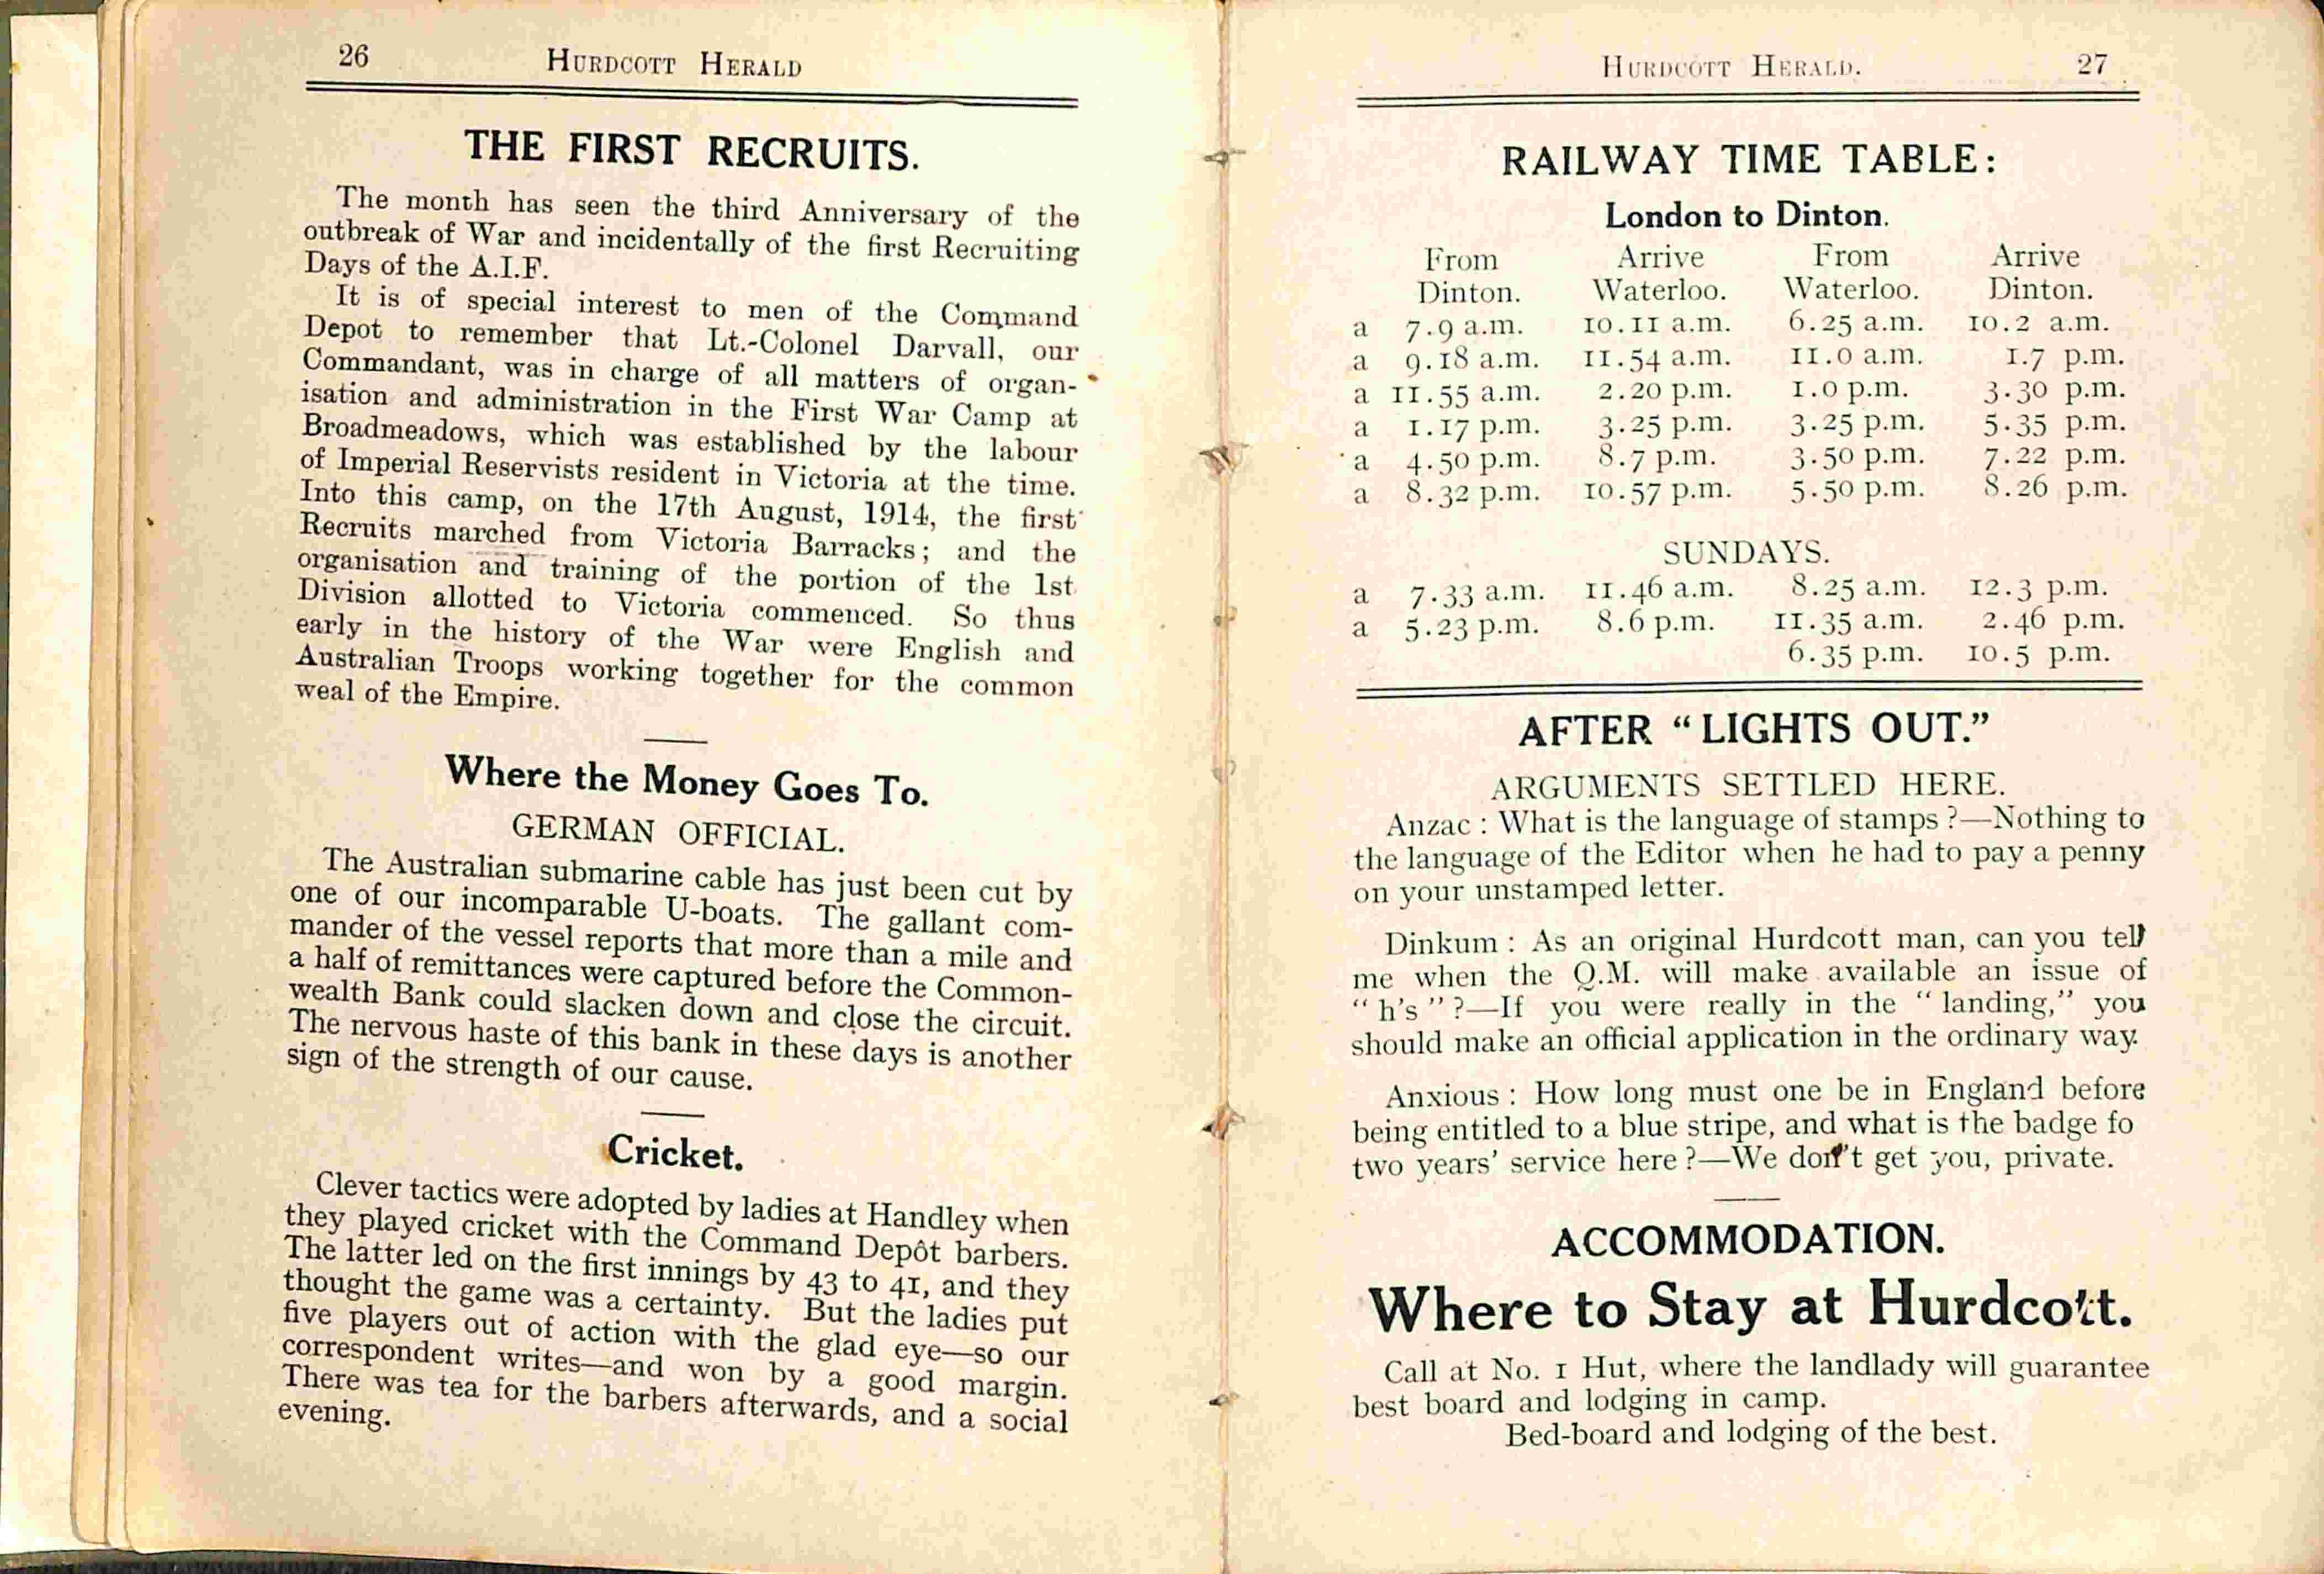 26 HURDCOTT HERALD
THE FIRST RECRUITS.
The month has seen the third Anniversary of the
outbreak of War and incidentally of the first Recruiting
Days of the A.I.F.
It is of special interest to men of the Command
Depot to remember that Lt.-Colonel Darvall, our
Commandant, was in charge of all matters of organ-
isation and administration in the First War Camp at
Broadmeadows, which was established by the labour
of Imperial Reservists resident in Victoria at the time.
Into this camp, on the 17th August, 1914, the first
Recruits marched from Victoria Barracks; and the
organisation and training of the portion of the 1st
Division allotted to Victoria commenced. So thus
early in the history of the War were English and
Australian Troops working together for the common
weal of the Empire.
Where the Money Goes To.
GERMAN OFFICIAL.
The Australian submarine cable has just been cut by
one of our incomparable U-boats. The gallant com-
mander of the vessel reports that more than a mile and
a half of remittances were captured before the Common-
wealth Bank could slacken down and close the circuit.
The nervous haste of this bank in these days is another
sign of the strength of our cause.
Cricket.
Clever tactics were adopted by ladies at Handley when
they played cricket with the Command Depôt barbers.
The latter led on the first innings by 43 to 41, and they
thought the game was a certainty. But the ladies put
five players out of action with the glad eye—so our
correspondent writes—and won by a good margin.
There was tea for the barbers afterwards, and a social
evening.
HURDCOTT HERALD. 27
RAILWAY TIME TABLE:
London to Dinton.
From Arrive From Arrive
Dinton. Waterloo. Waterloo. Dinton.
a 7.9 a.m. 10.11 a.m. 6.25 a.m. 10.2 a.m.
a 9.18 a.m. 11.54 a.m. 11.0 a.m. 1.7 p.m.
a 11.55 a.m. 2.20 p.m. 1.0 p.m. 3.30 p.m.
a 1.17 p.m. 3.25 p.m. 3.25 p.m. 5.35 p.m.
a 4.50 p.m. 8.7 p.m. 3.50 p.m. 7.22 p.m.
a 8.32 p.m. 10.57 p.m. 5.50 p.m. 8.26 p.m.
SUNDAYS.
a 7.33 a.m. 11.46 a.m. 8.25 a.m. 12.3 p.m.
a 5.23 p.m. 8.6 p.m. 11.35 a.m. 2.46 p.m.
6.35 p.m. 10.5 p.m.
AFTER "LIGHTS OUT."
ARGUMENTS SETTLED HERE.
Anzac : What is the language of stamps ?—Nothing to
the language of the Editor when he had to pay a penny
on your unstamped letter.
Dinkum : As an original Hurdcott man, can you tell
me when the Q.M. will make available an issue of
"h's"?—If you were really in the "landing," you
should make an official application in the ordinary way.
Anxious : How long must one be in England before
being entitled to a blue stripe, and what is the badge fo
two years' service here ?—We don't get you, private.
ACCOMMODATION.
Where to Stay at Hurdcott.
Call at No. 1 Hut, where the landlady will guarantee
best board and lodging in camp.
Bed-board and lodging of the best.